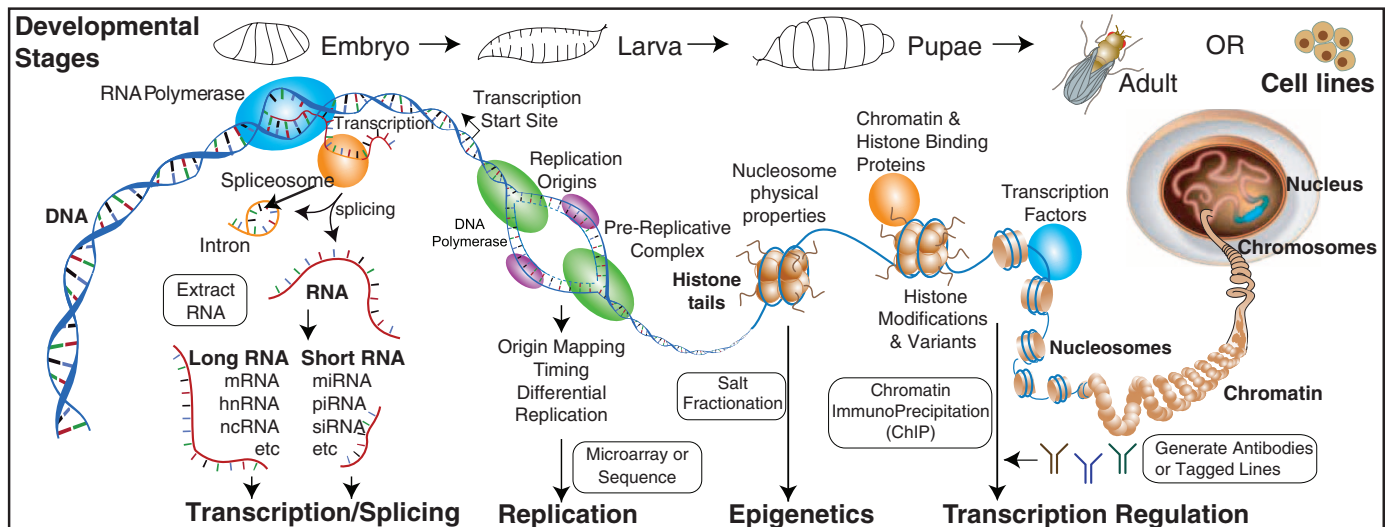 Developmental
Stages
Embryo
Larva
Pupae
Adult
OR
Cell lines
RNA Polymerase
Transcription
Transcription
Start Site
Spliceosome
splicing
Intron
DNA
Extract
RNA
RNA
Long RNA
mRNA
hnRNA
ncRNA
etc
Short RNA
miRNA
piRNA
siRNA
etc
Transcription/Splicing
Replication
Origins
DNA
Polymerase
Pre-Replicative
Complex
Origin Mapping
Timing
Differential
Replication
Microarray or
Sequence
Replication
Nucleosome
physical
properties
Histone
tails
Salt
Fractionation
Epigenetics
Chromatin &
Histone Binding
Proteins
Histone
Modifications
& Variants
Chromatin
ImmunoPrecipitation
(ChIP)
Transcription
Factors
Nucleosomes
Nucleus
Chromosomes
Chromatin
Generate Antibodies
or Tagged Lines
Transcription Regulation